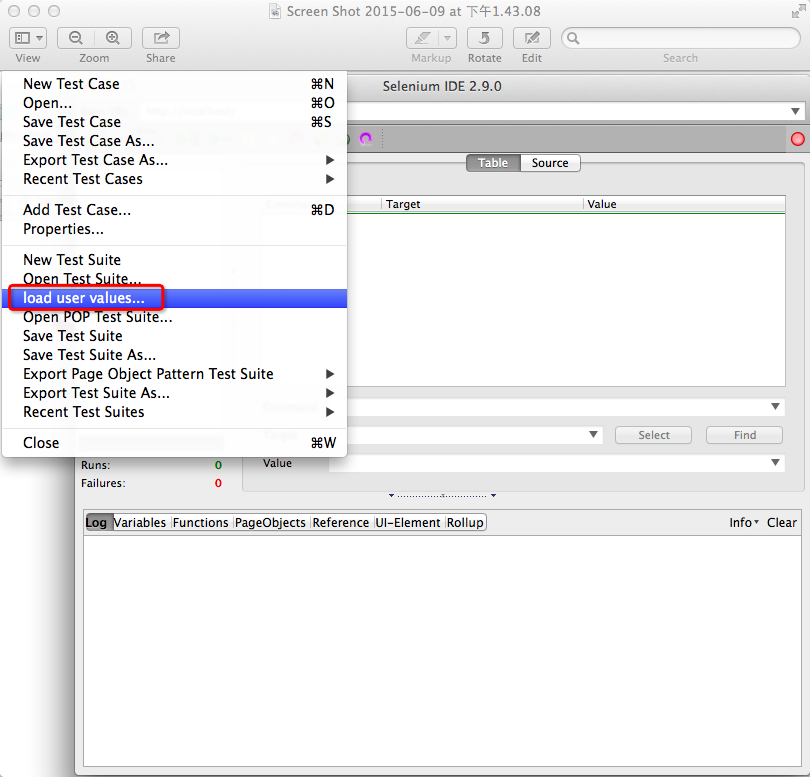 Screen Shot 2015-06-09 at 下午1.43.08
View Zoom Share Markup Rotate Edit Search
Selenium IDE 2.9.0
New Test Case ⌘N
Open... ⌘O
Save Test Case ⌘S
Save Test Case As...
Export Test Case As...
Recent Test Cases
Add Test Case... ⌘D
Properties...
New Test Suite
Open Test Suite...
load user values...
Open POP Test Suite...
Save Test Suite
Save Test Suite As...
Export Page Object Pattern Test Suite
Export Test Suite As...
Recent Test Suites
Close ⌘W
Table Source
Target Value
Select Find
Value
Runs: 0
Failures: 0
Log Variables Functions PageObjects Reference UI-Element Rollup Info Clear